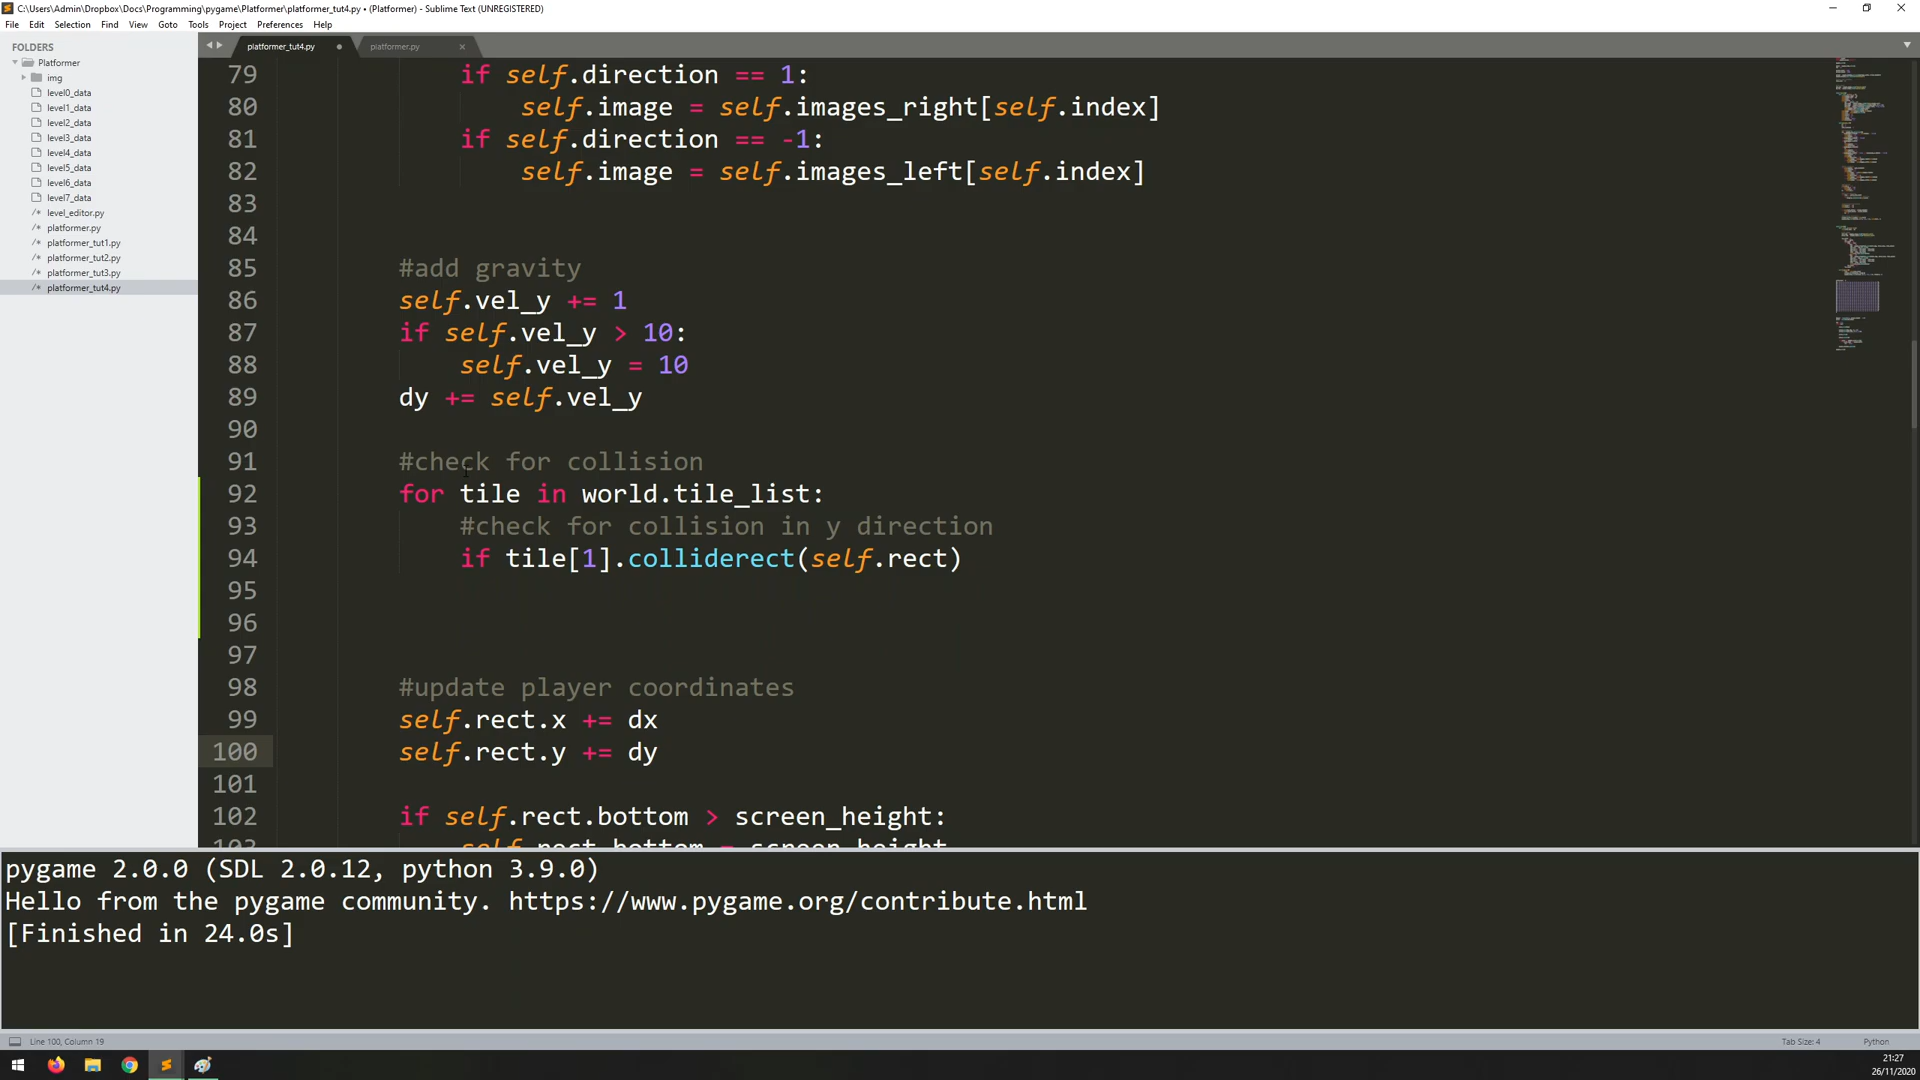 C:\Users\Admin\Dropbox\Docs\Programming\pygame\Platformer\platformer_tut4.py • (Platformer) - Sublime Text (UNREGISTERED)
File Edit Selection Find View Goto Tools Project Preferences Help
FOLDERS
Platformer
img
level0_data
level1_data
level2_data
level3_data
level4_data
level5_data
level6_data
level7_data
level_editor.py
platformer.py
platformer_tut1.py
platformer_tut2.py
platformer_tut3.py
platformer_tut4.py
platformer_tut4.py platformer.py
79 if self.direction == 1:
80 self.image = self.images_right[self.index]
81 if self.direction == -1:
82 self.image = self.images_left[self.index]
83
84
85 #add gravity
86 self.vel_y += 1
87 if self.vel_y > 10:
88 self.vel_y = 10
89 dy += self.vel_y
90
91 #check for collision
92 for tile in world.tile_list:
93 #check for collision in y direction
94 if tile[1].colliderect(self.rect)
95
96
97
98 #update player coordinates
99 self.rect.x += dx
100 self.rect.y += dy
101
102 if self.rect.bottom > screen_height:
103 self.rect.bottom = screen_height
pygame 2.0.0 (SDL 2.0.12, python 3.9.0)
Hello from the pygame community. https://www.pygame.org/contribute.html
[Finished in 24.0s]
Line 100, Column 19
Tab Size: 4
Python
21:27
26/11/2020